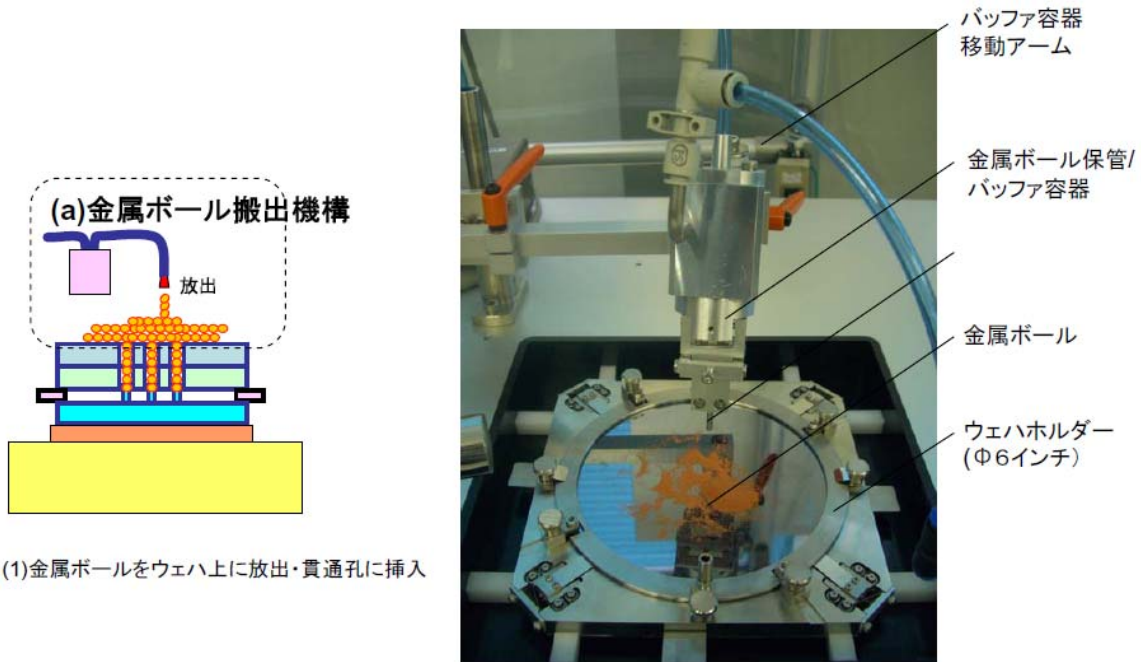 (a)金属ボール搬出機構
放出
(1)金属ボールをウェハ上に放出・貫通孔に挿入
バッファ容器
移動アーム
金属ボール保管/
バッファ容器
金属ボール
ウェハホルダー
(Φ6インチ)